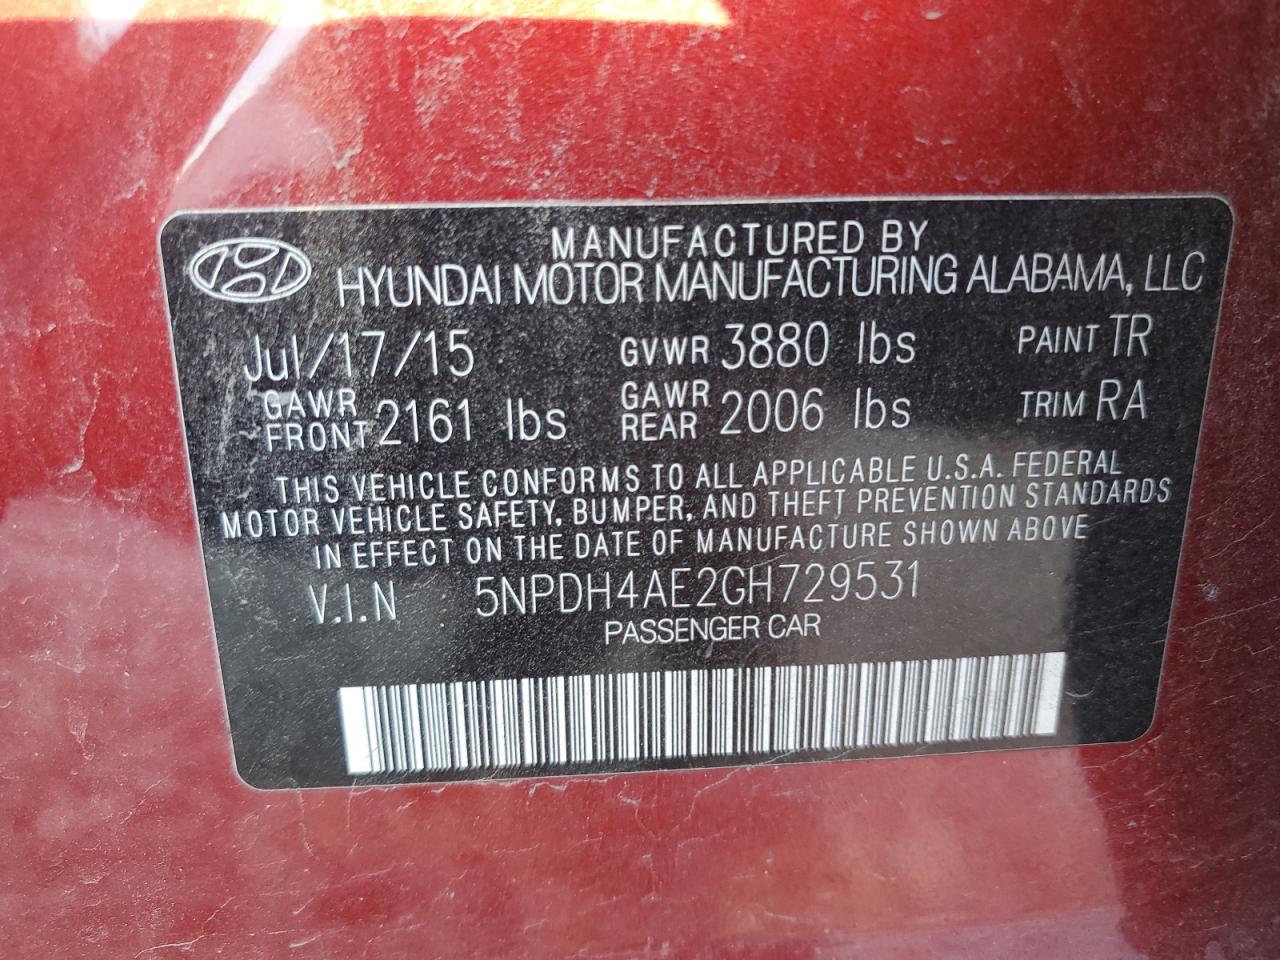 MANUFACTURED BY
HYUNDAI MOTOR MANUFACTURING ALABAMA, LLC
Jul/17/15 GVWR 3880 lbs PAINT TR
GAWR FRONT 2161 lbs GAWR REAR 2006 lbs TRIM RA
THIS VEHICLE CONFORMS TO ALL APPLICABLE U.S.A. FEDERAL
MOTOR VEHICLE SAFETY, BUMPER, AND THEFT PREVENTION STANDARDS
IN EFFECT ON THE DATE OF MANUFACTURE SHOWN ABOVE
V.I.N 5NPDH4AE2GH729531
PASSENGER CAR